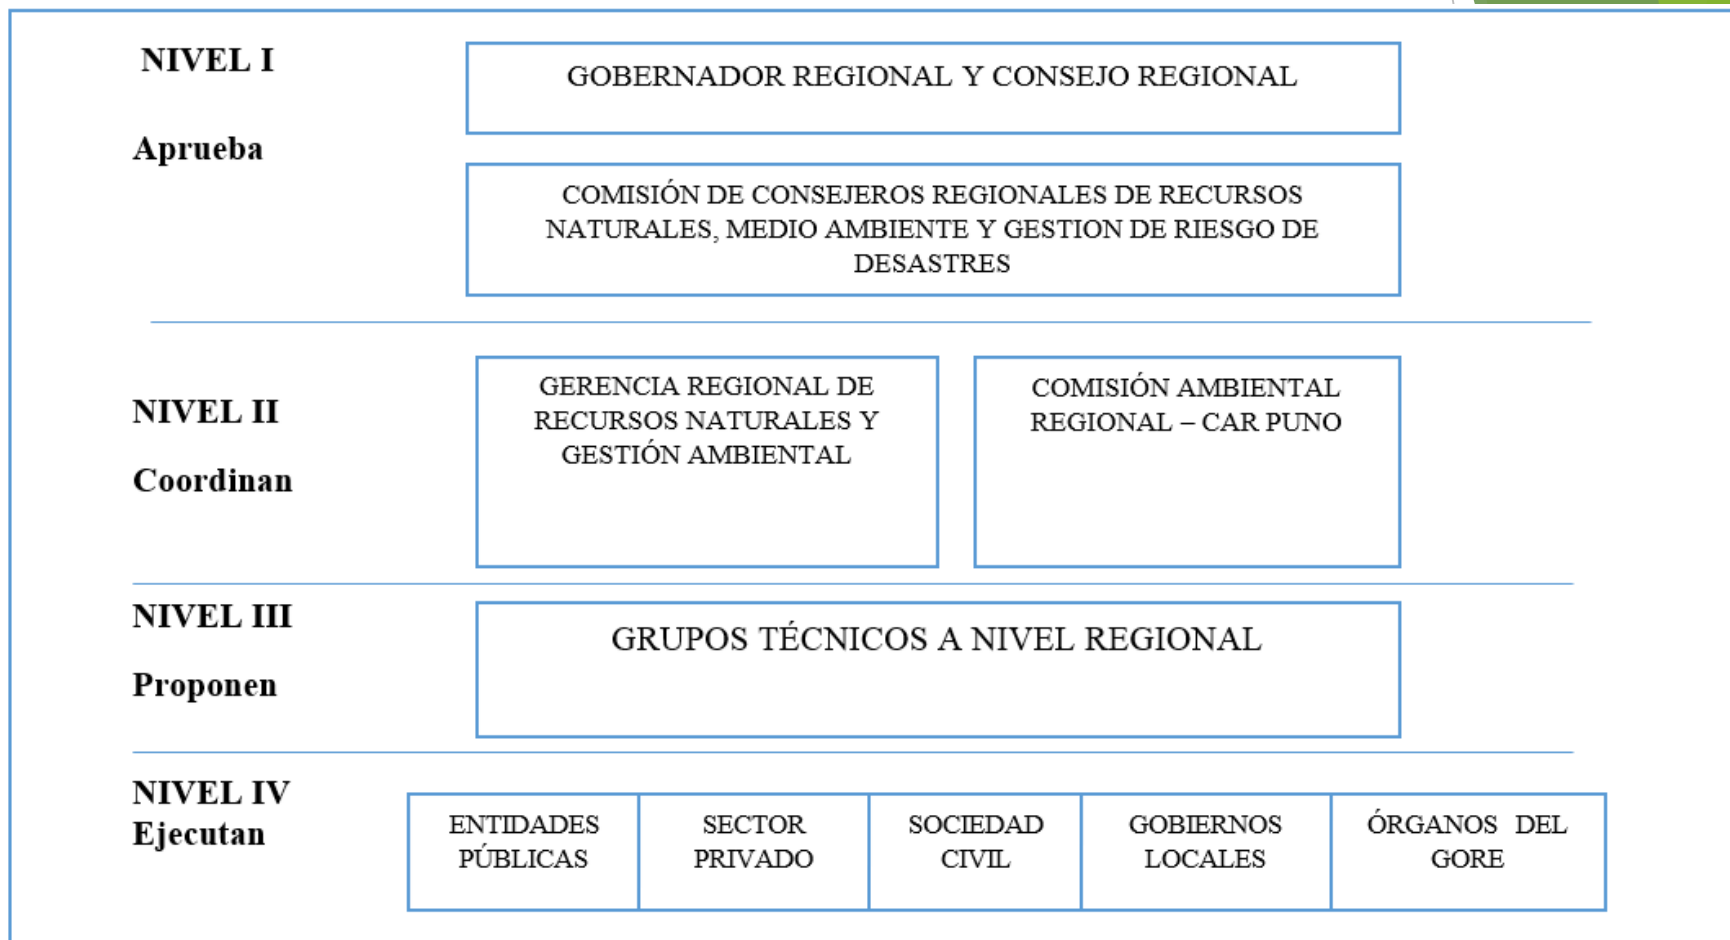 NIVEL I
Aprueba
GOBERNADOR REGIONAL Y CONSEJO REGIONAL
COMISIÓN DE CONSEJEROS REGIONALES DE RECURSOS
NATURALES, MEDIO AMBIENTE Y GESTION DE RIESGO DE
DESASTRES
NIVEL II
Coordinan
GERENCIA REGIONAL DE
RECURSOS NATURALES Y
GESTIÓN AMBIENTAL
COMISIÓN AMBIENTAL
REGIONAL – CAR PUNO
NIVEL III
Proponen
GRUPOS TÉCNICOS A NIVEL REGIONAL
NIVEL IV
Ejecutan
ENTIDADES
PÚBLICAS
SECTOR
PRIVADO
SOCIEDAD
CIVIL
GOBIERNOS
LOCALES
ÓRGANOS DEL
GORE